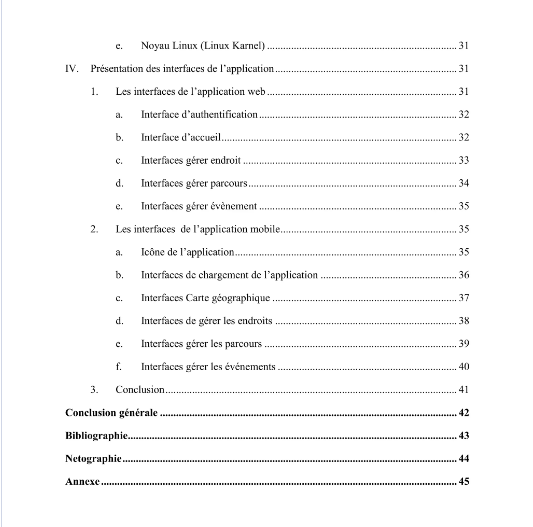 e. Noyau Linux (Linux Karnel) 31
IV. Présentation des interfaces de l'application 31
1. Les interfaces de l'application web 31
a. Interface d'authentification 32
b. Interface d'accueil 32
c. Interfaces gérer endroit 33
d. Interfaces gérer parcours 34
e. Interfaces gérer évènement 35
2. Les interfaces de l'application mobile 35
a. Icône de l'application 35
b. Interfaces de chargement de l'application 36
c. Interfaces Carte géographique 37
d. Interfaces de gérer les endroits 38
e. Interfaces gérer les parcours 39
f. Interfaces gérer les événements 40
3. Conclusion 41
Conclusion générale 42
Bibliographie 43
Netographie 44
Annexe 45